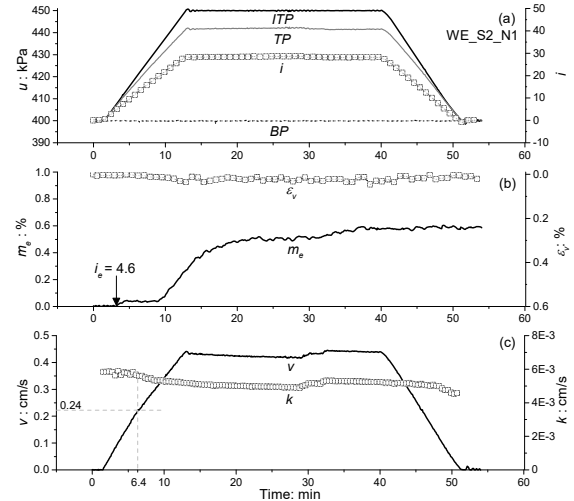 450
440
430
420
410
400
390
u : kPa
ITP
TP
i
BP
(a)
WE_S2_N1
50
40
30
20
10
0
-10
i
0
10
20
30
40
50
60
1.0
0.8
0.6
0.4
0.2
0.0
m_e : %
i_e = 4.6
ε_v
m_e
(b)
0.0
0.2
0.4
0.6
ε_v: %
0
10
20
30
40
50
60
0.5
0.4
0.3
0.2
0.1
0.0
v : cm/s
0.24
v
k
(c)
8E-3
6E-3
4E-3
2E-3
0
k : cm/s
0
6.4
10
20
30
40
50
60
Time: min